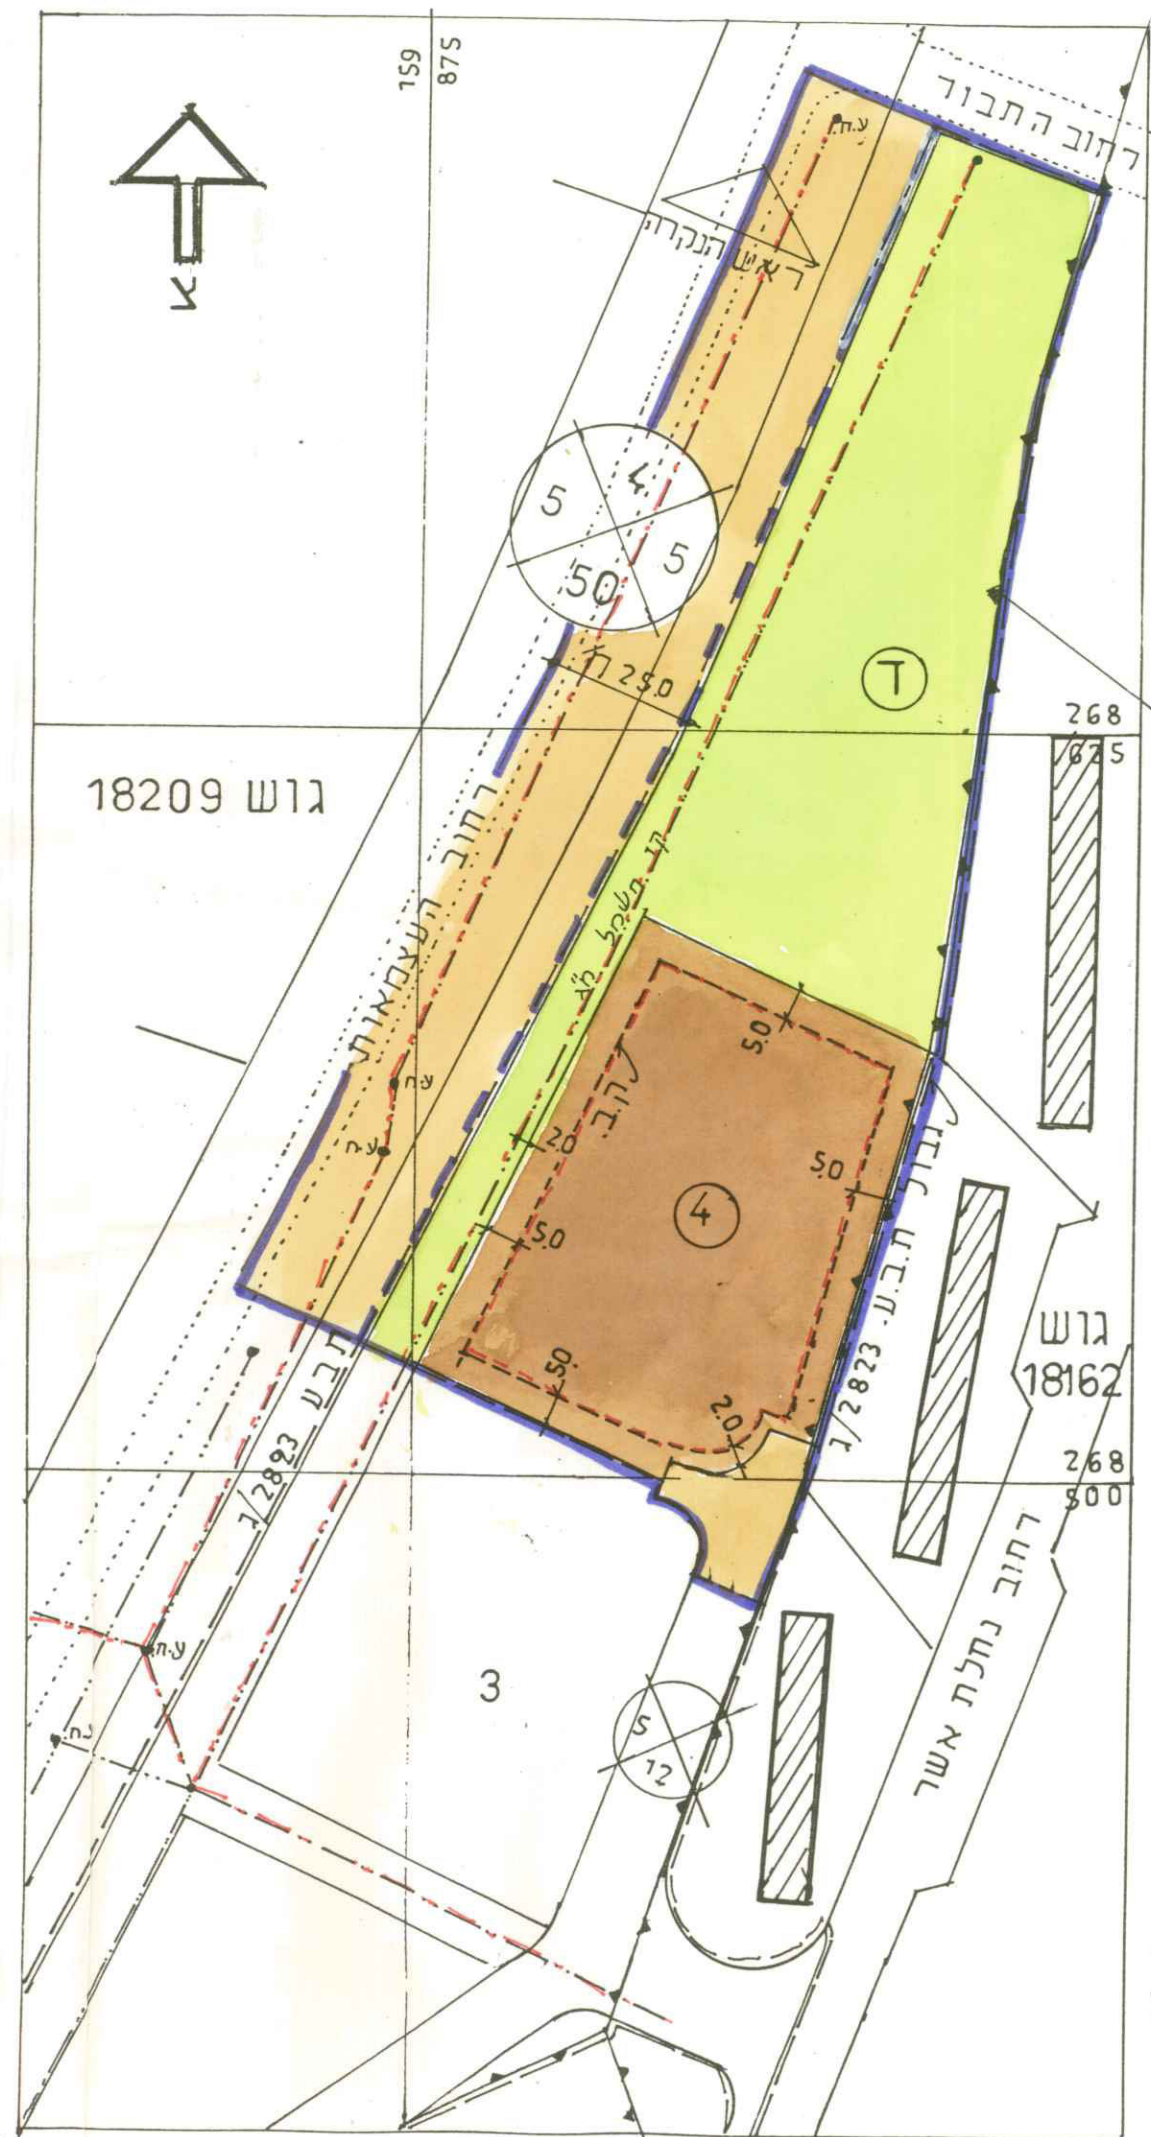 159
875
רחוב התבור
ע.ח.
ראש הנקרה
א
5
4
5
50
ח 25.0
T
268
625
גוש 18209
רחוב העצמאות
קו חשמל מ"ג
5.0
ק.ב.
ע.ח
ע.ח
2.0
5.0
5.0
4
גבול ת.ב.ש. 2823/ג
5.0
2.0
גוש
18162
268
500
תבש 2893/ג
רחוב נחלת אשר
ע.ח.
3
5
12